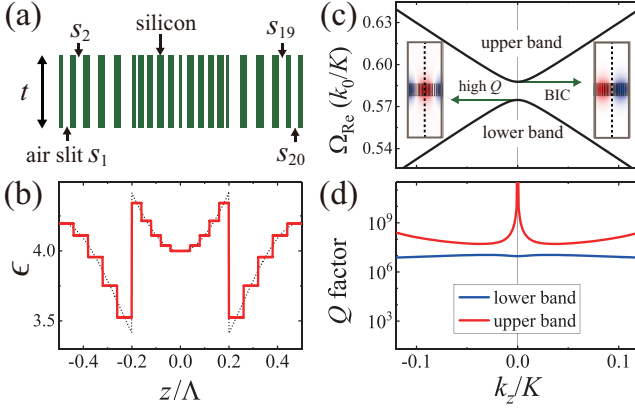 (a)
s2
silicon
s19
t
air slit s1
s20
(b)
ϵ
4.0
3.5
-0.4
-0.2
0.0
0.2
0.4
z/Λ
(c)
Ω_Re (k_0/K)
0.63
0.60
0.57
0.54
upper band
high Q
BIC
lower band
(d)
Q factor
10^9
10^6
10^3
lower band
upper band
-0.1
0.0
0.1
k_z/K